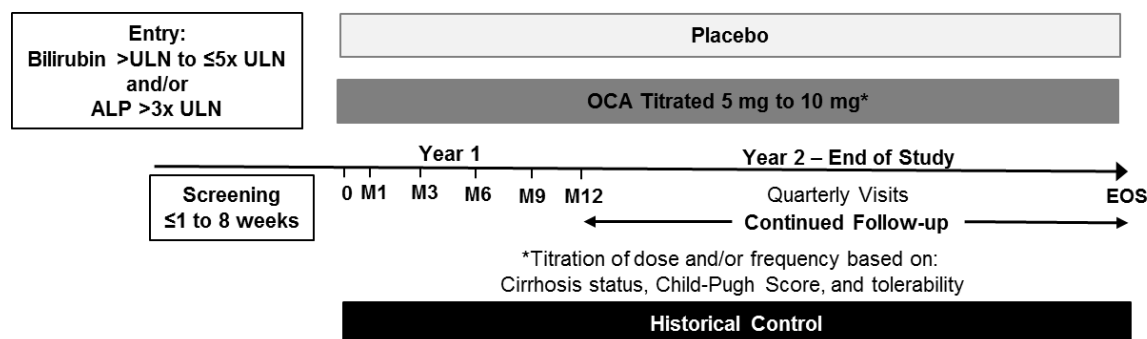 Entry:
Bilirubin >ULN to ≤5x ULN
and/or
ALP >3x ULN
Placebo
OCA Titrated 5 mg to 10 mg*
Year 1
Year 2 – End of Study
Screening
≤1 to 8 weeks
0 M1 M3 M6 M9 M12
Quarterly Visits
EOS
Continued Follow-up
*Titration of dose and/or frequency based on:
Cirrhosis status, Child-Pugh Score, and tolerability
Historical Control